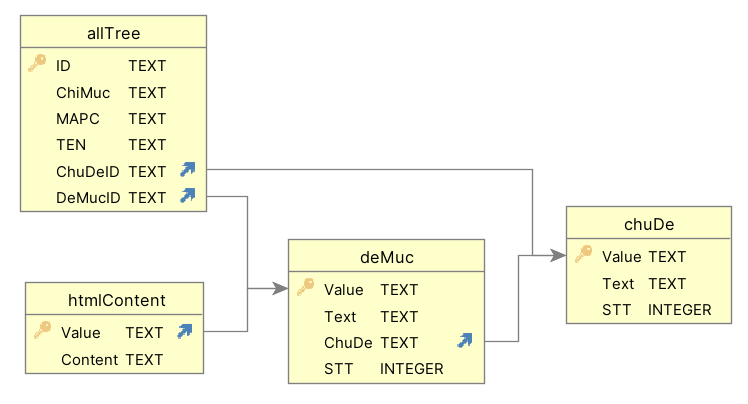 allTree
ID TEXT
ChiMuc TEXT
MAPC TEXT
TEN TEXT
ChuDeID TEXT
DeMucID TEXT
htmlContent
Value TEXT
Content TEXT
deMuc
Value TEXT
Text TEXT
ChuDe TEXT
STT INTEGER
chuDe
Value TEXT
Text TEXT
STT INTEGER